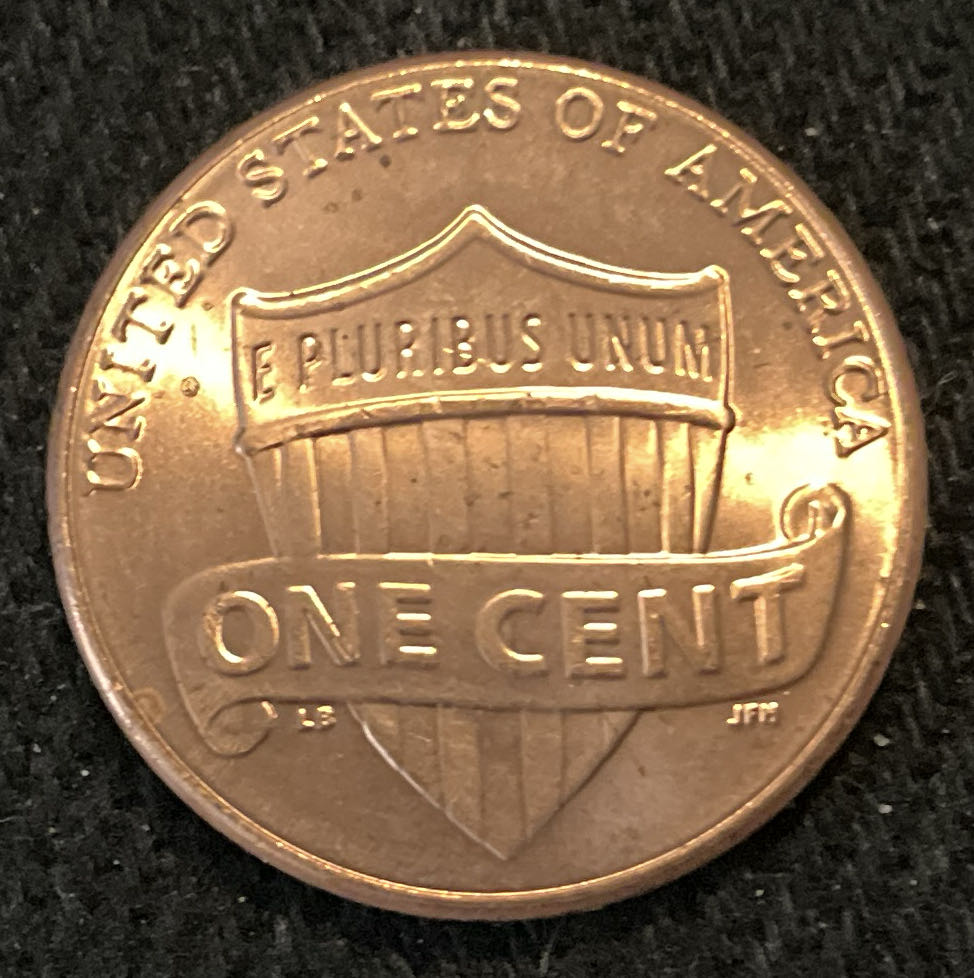 UNITED STATES OF AMERICA
E PLURIBUS UNUM
ONE CENT
LB
JFM